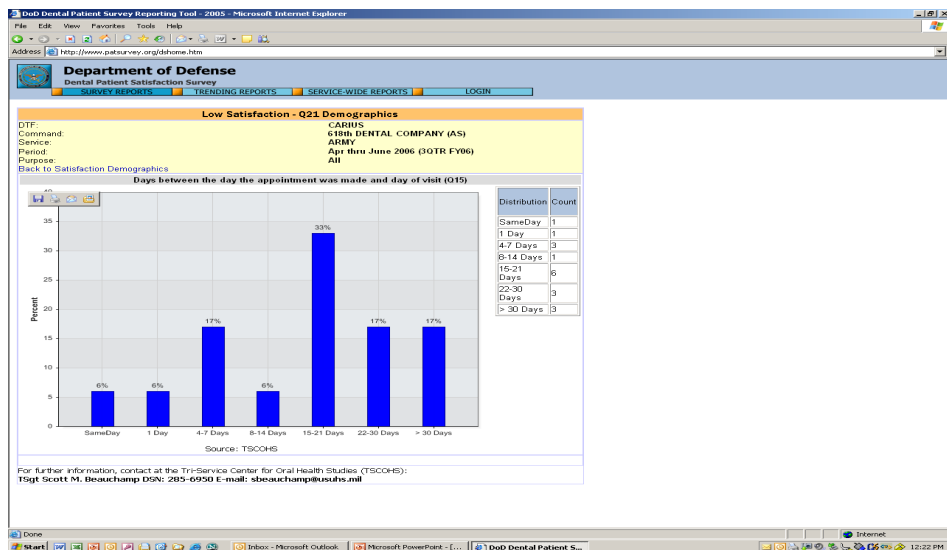 DoD Dental Patient Survey Reporting Tool - 2005 - Microsoft Internet Explorer
File Edit View Favorites Tools Help
Address http://www.patsurvey.org/dshome.htm
Department of Defense
Dental Patient Satisfaction Survey
SURVEY REPORTS TRENDING REPORTS SERVICE-WIDE REPORTS LOGIN
Low Satisfaction - Q21 Demographics
DTF: CARIUS
Command: 618th DENTAL COMPANY (AS)
Service: ARMY
Period: Apr thru June 2006 (3QTR FY06)
Purpose: All
Back to Satisfaction Demographics
Days between the day the appointment was made and day of visit (Q15)
35
30
25
20
15
10
5
0
Percent
6%
6%
17%
6%
33%
17%
17%
SameDay 1 Day 4-7 Days 8-14 Days 15-21 Days 22-30 Days > 30 Days
Source: TSCOHS
Distribution Count
SameDay 1
1 Day 1
4-7 Days 3
8-14 Days 1
15-21 Days 6
22-30 Days 3
> 30 Days 3
For further information, contact at the Tri-Service Center for Oral Health Studies (TSCOHS):
TSgt Scott M. Beauchamp DSN: 285-6950 E-mail: sbeauchamp@usuhs.mil
Done Internet
Start Inbox - Microsoft Outlook Microsoft PowerPoint - [... DoD Dental Patient S... 12:22 PM